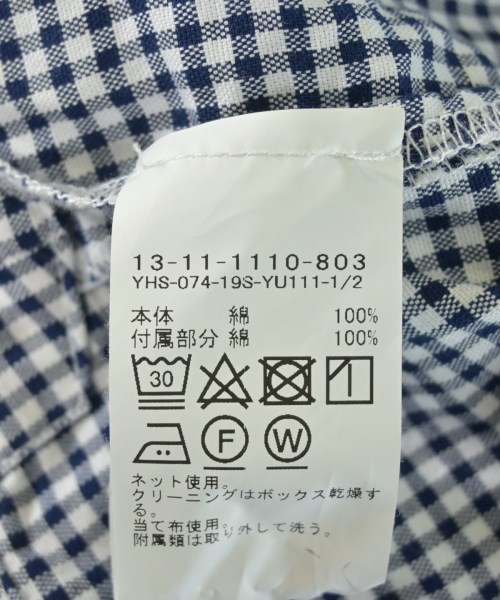 13-11-1110-803
YHS-074-19S-YU111-1/2
本体 綿 100%
付属部分 綿 100%
30
F W
ネット使用。
クリーニングはボックス乾燥す
る。
当て布使用。
附属類は取り外して洗う。